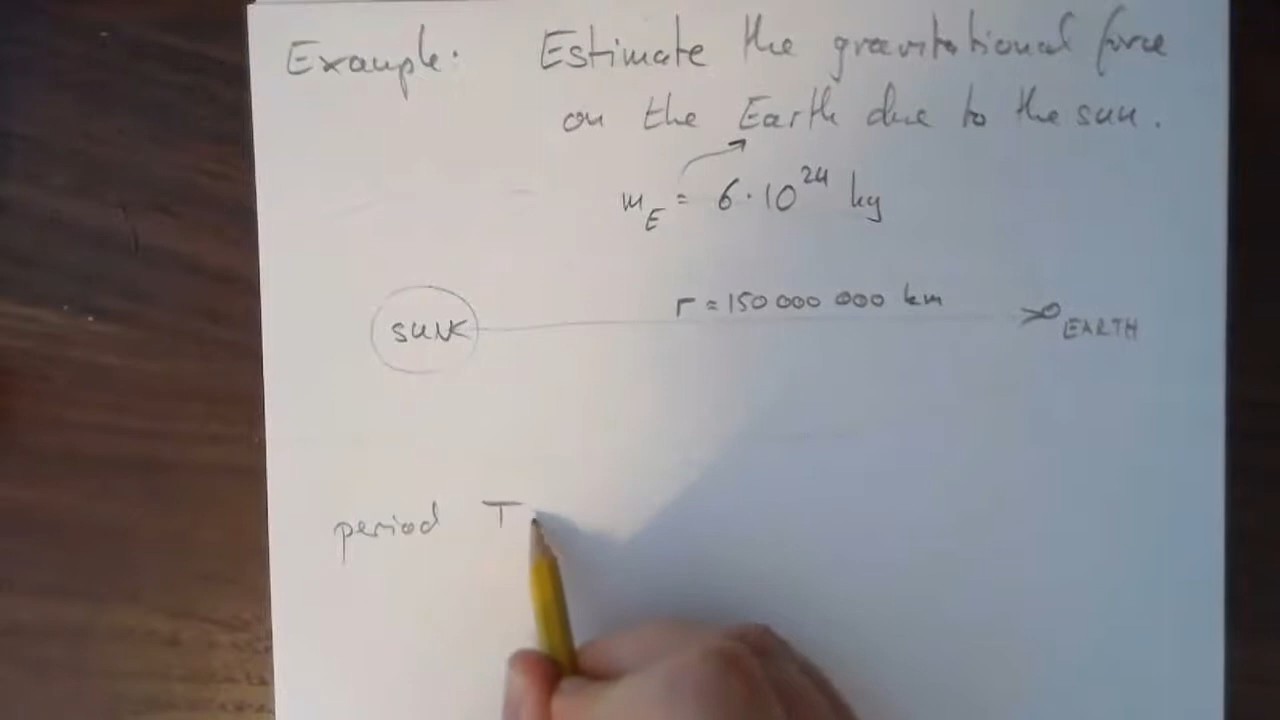 Example: Estimate the gravitational force
on the Earth due to the sun.
m_E = 6·10^24 kg
r = 150 000 000 km
SUN
EARTH
period T